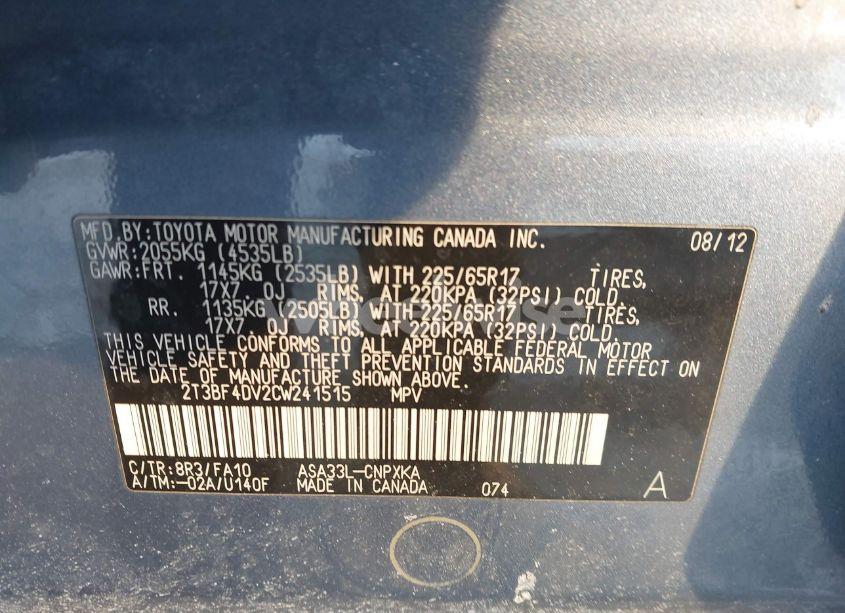 MFD.BY:TOYOTA MOTOR MANUFACTURING CANADA INC. 08/12
GVWR:2055KG (4535LB)
GAWR:FRT. 1145KG (2535LB) WITH 225/65R17 TIRES,
17X7.0J RIMS, AT 220KPA (32PSI) COLD.
RR. 1135KG (2505LB) WITH 225/65R17 TIRES,
17X7.0J RIMS, AT 220KPA (32PSI) COLD.
THIS VEHICLE CONFORMS TO ALL APPLICABLE FEDERAL MOTOR
VEHICLE SAFETY AND THEFT PREVENTION STANDARDS IN EFFECT ON
THE DATE OF MANUFACTURE SHOWN ABOVE.
2T3BF4DV2CW241515 MPV
C/TR:8R3/FA10 ASA33L-CNPXKA
A/TM:-02A/U140F MADE IN CANADA 074 A